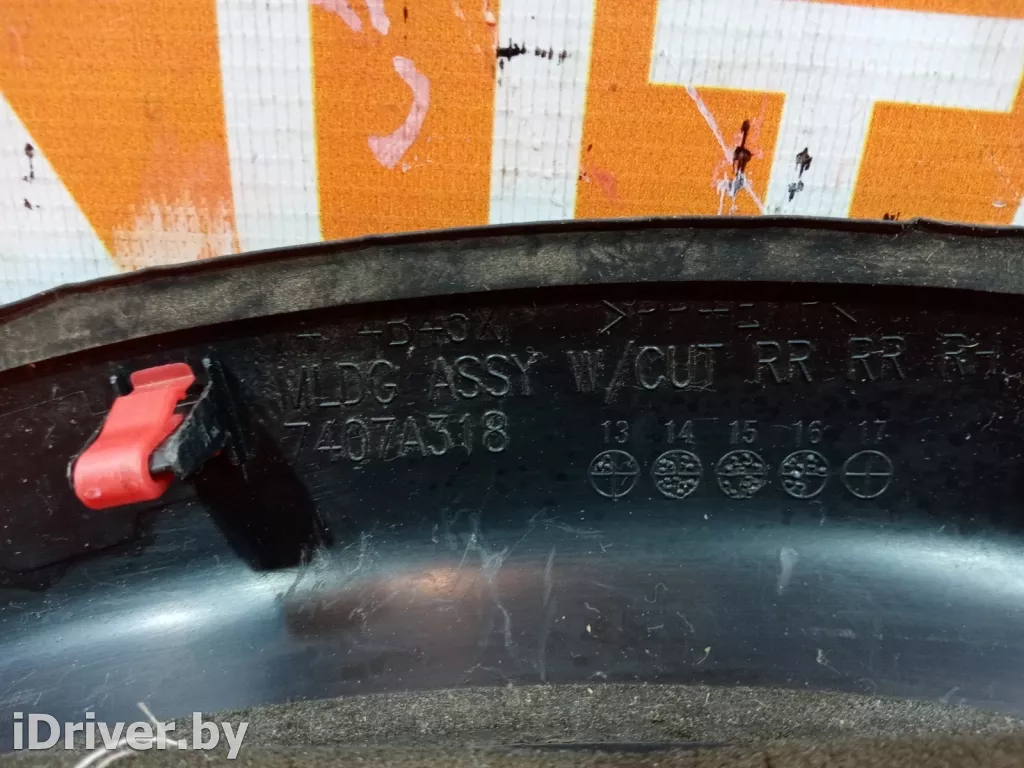 MLDG ASSY W/CUT RR RR RH
7407A318
13 14 15 16 17
iDriver.by